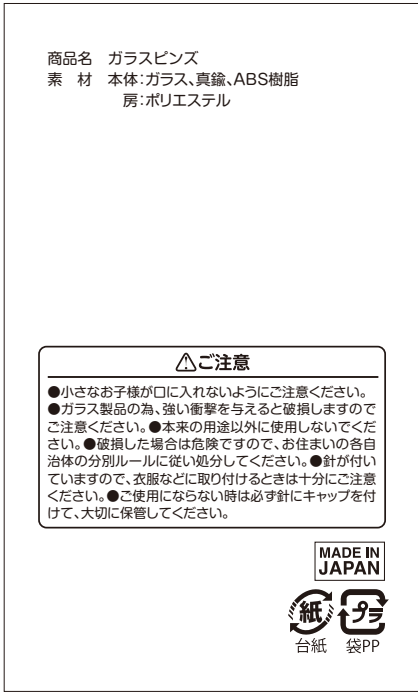 商品名　ガラスピンズ
素　材　本体:ガラス、真鍮、ABS樹脂
房:ポリエステル
⚠ご注意
●小さなお子様が口に入れないようにご注意ください。
●ガラス製品の為、強い衝撃を与えると破損しますので
ご注意ください。●本来の用途以外に使用しないでくだ
さい。●破損した場合は危険ですので、お住まいの各自
治体の分別ルールに従い処分してください。●針が付い
ていますので、衣服などに取り付けるときは十分にご注意
ください。●ご使用にならない時は必ず針にキャップを付
けて、大切に保管してください。
MADE IN
JAPAN
紙 プラ
台紙 袋PP